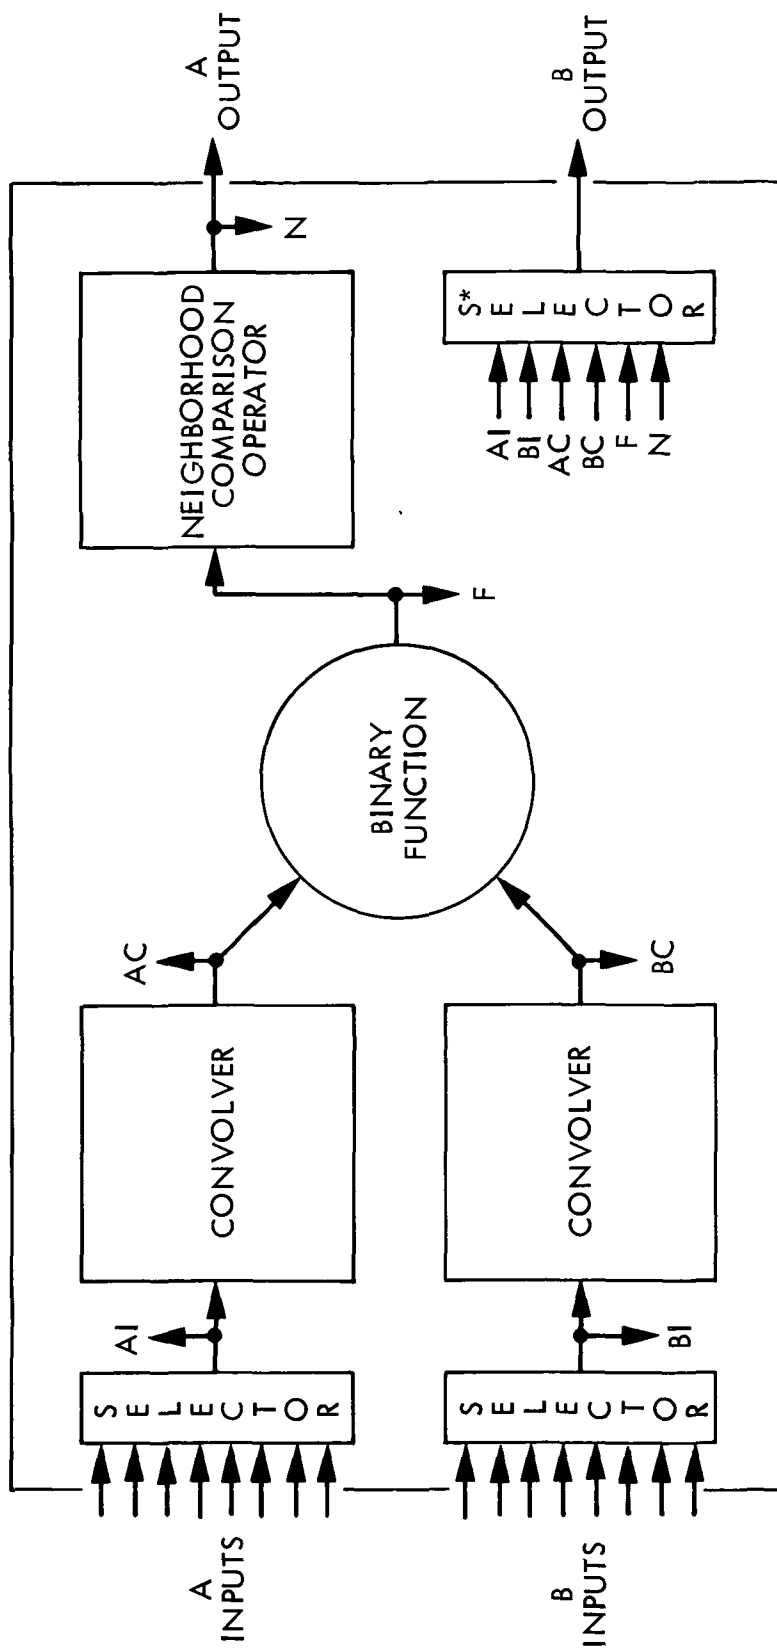 A
INPUTS
SELECTOR
AI
CONVOLVER
AC
B
INPUTS
SELECTOR
BI
CONVOLVER
BC
BINARY
FUNCTION
F
NEIGHBORHOOD
COMPARISON
OPERATOR
N
A
OUTPUT
AI
BI
AC
BC
F
N
S*ELECTOR
B
OUTPUT